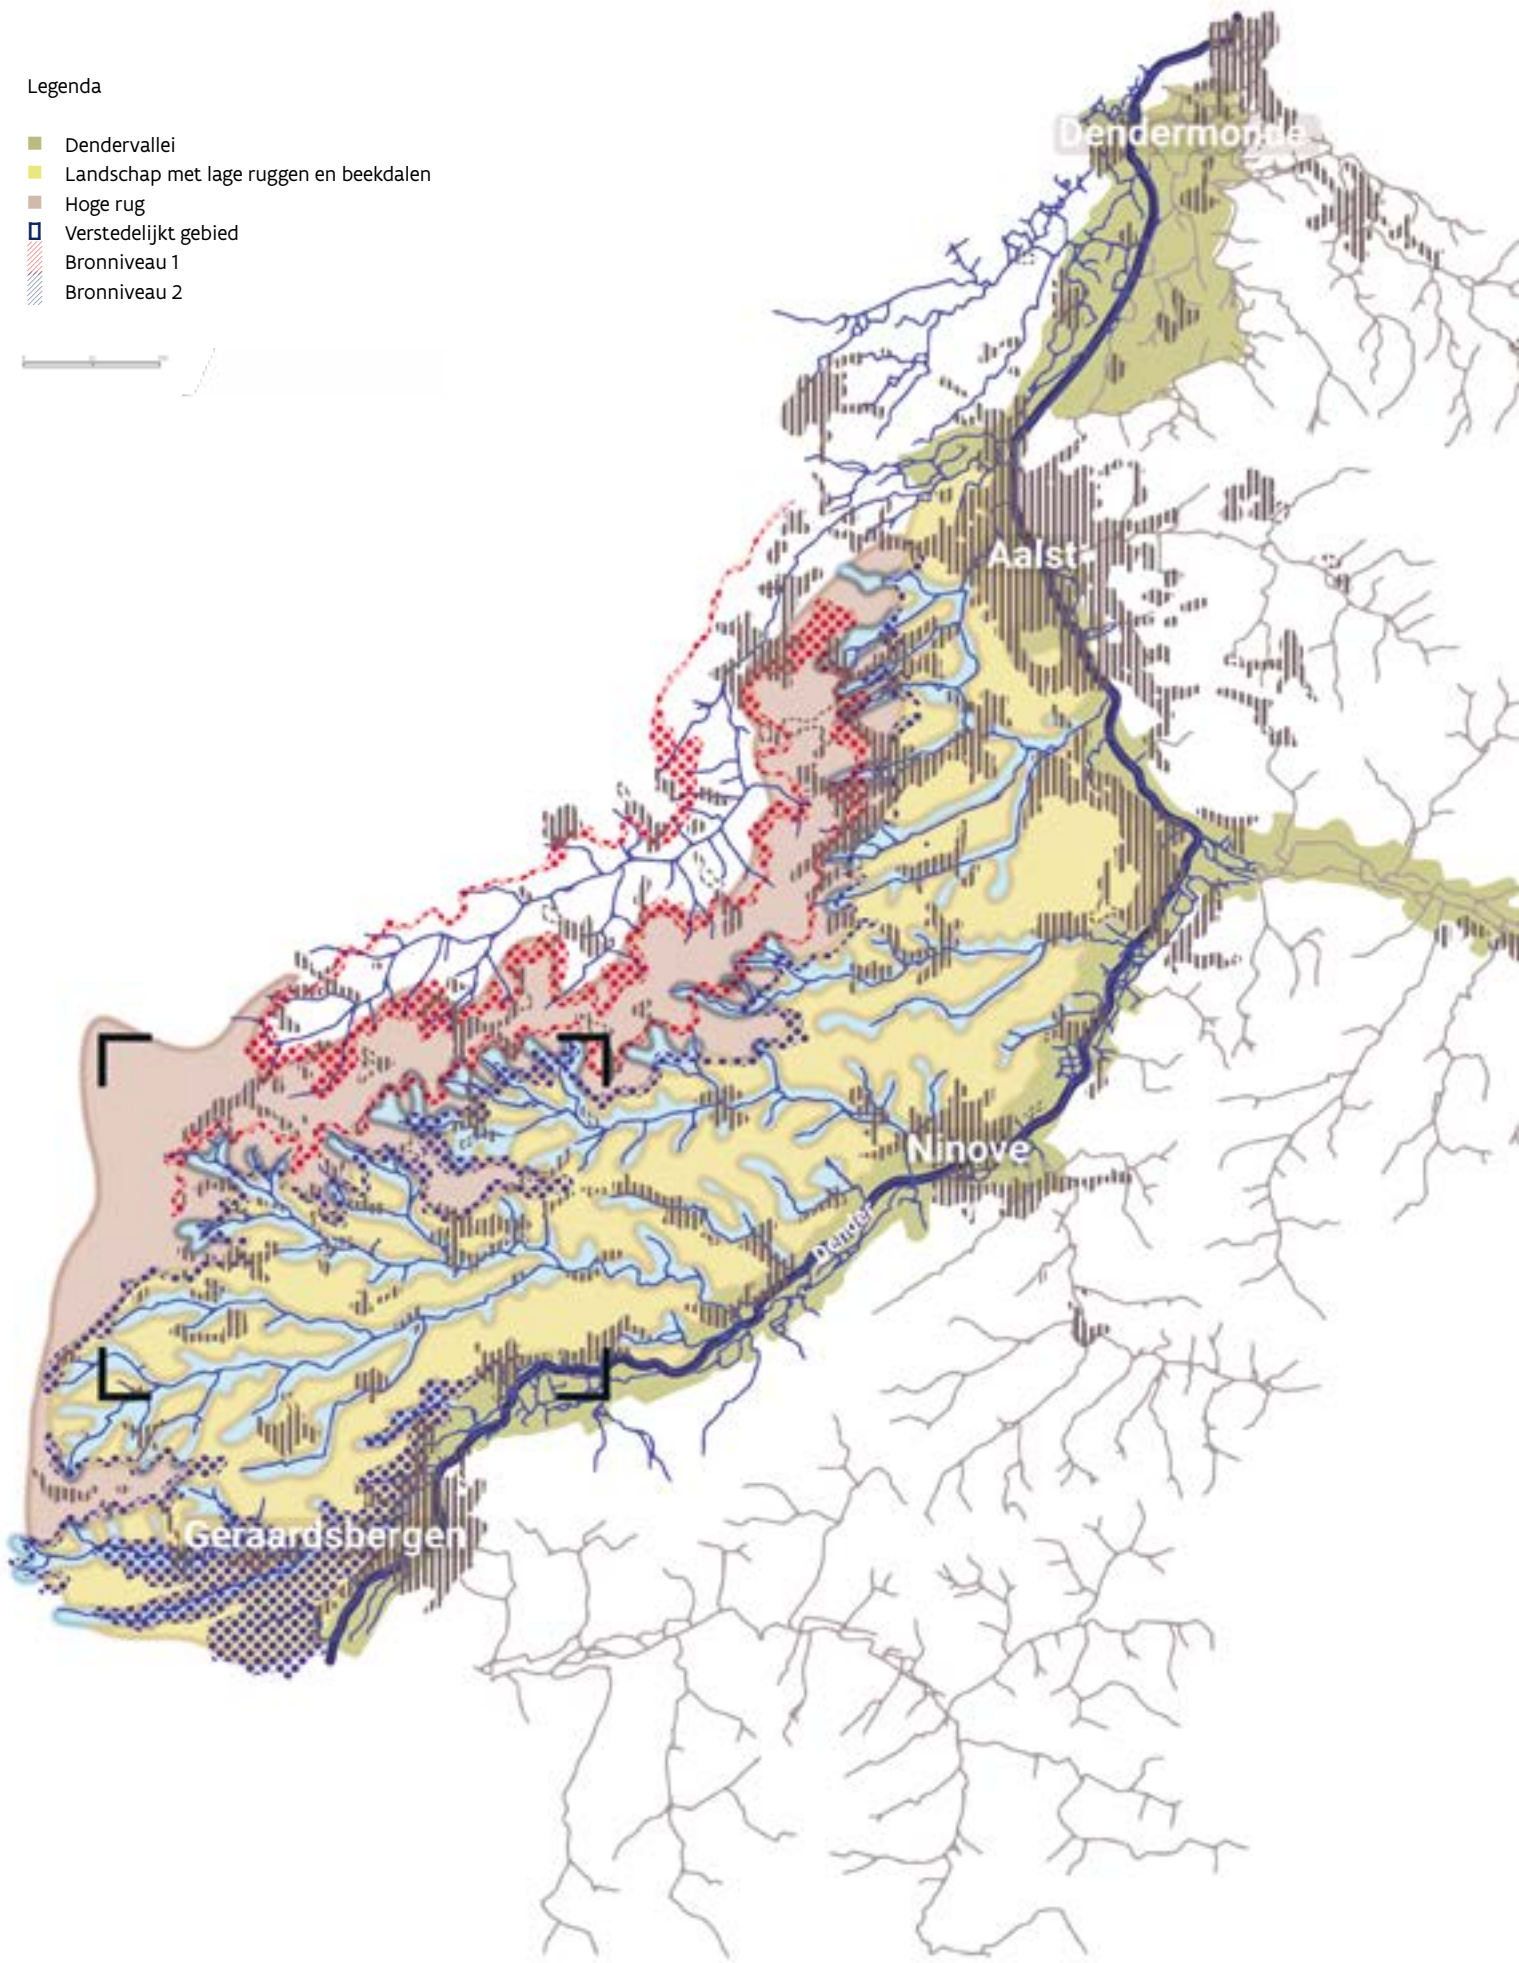 Legenda
Dendervallei
Landschap met lage ruggen en beekdalen
Hoge rug
Verstedelijkt gebied
Bronniveau 1
Bronniveau 2
Dendermonde
Aalst
Ninove
Dender
Geraardsbergen